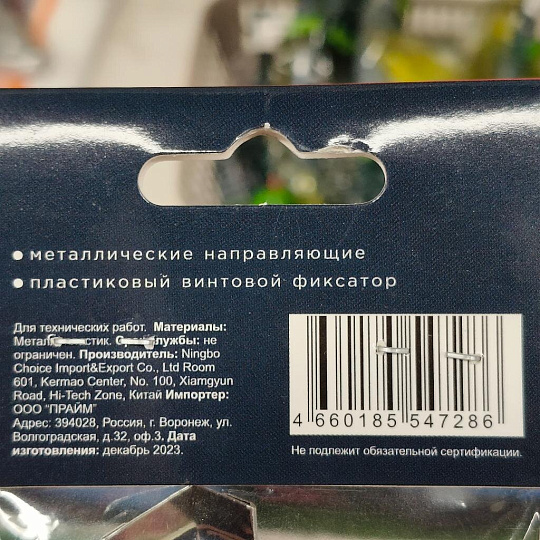 • металлические направляющие
• пластиковый винтовой фиксатор
Для технических работ. Материалы:
службы: не
ограничен. Производитель: Ningbo
Choice Import&Export Co., Ltd Room
601, Kermao Center, No. 100, Xiamgyun
Road, Hi-Tech Zone, Китай Импортер:
ООО "ПРАЙМ"
Адрес: 394028, Россия, г. Воронеж, ул.
Волгоградская, д.32, оф.3. Дата
изготовления: декабрь 2023.
4 660185 547286
Не подлежит обязательной сертификации.